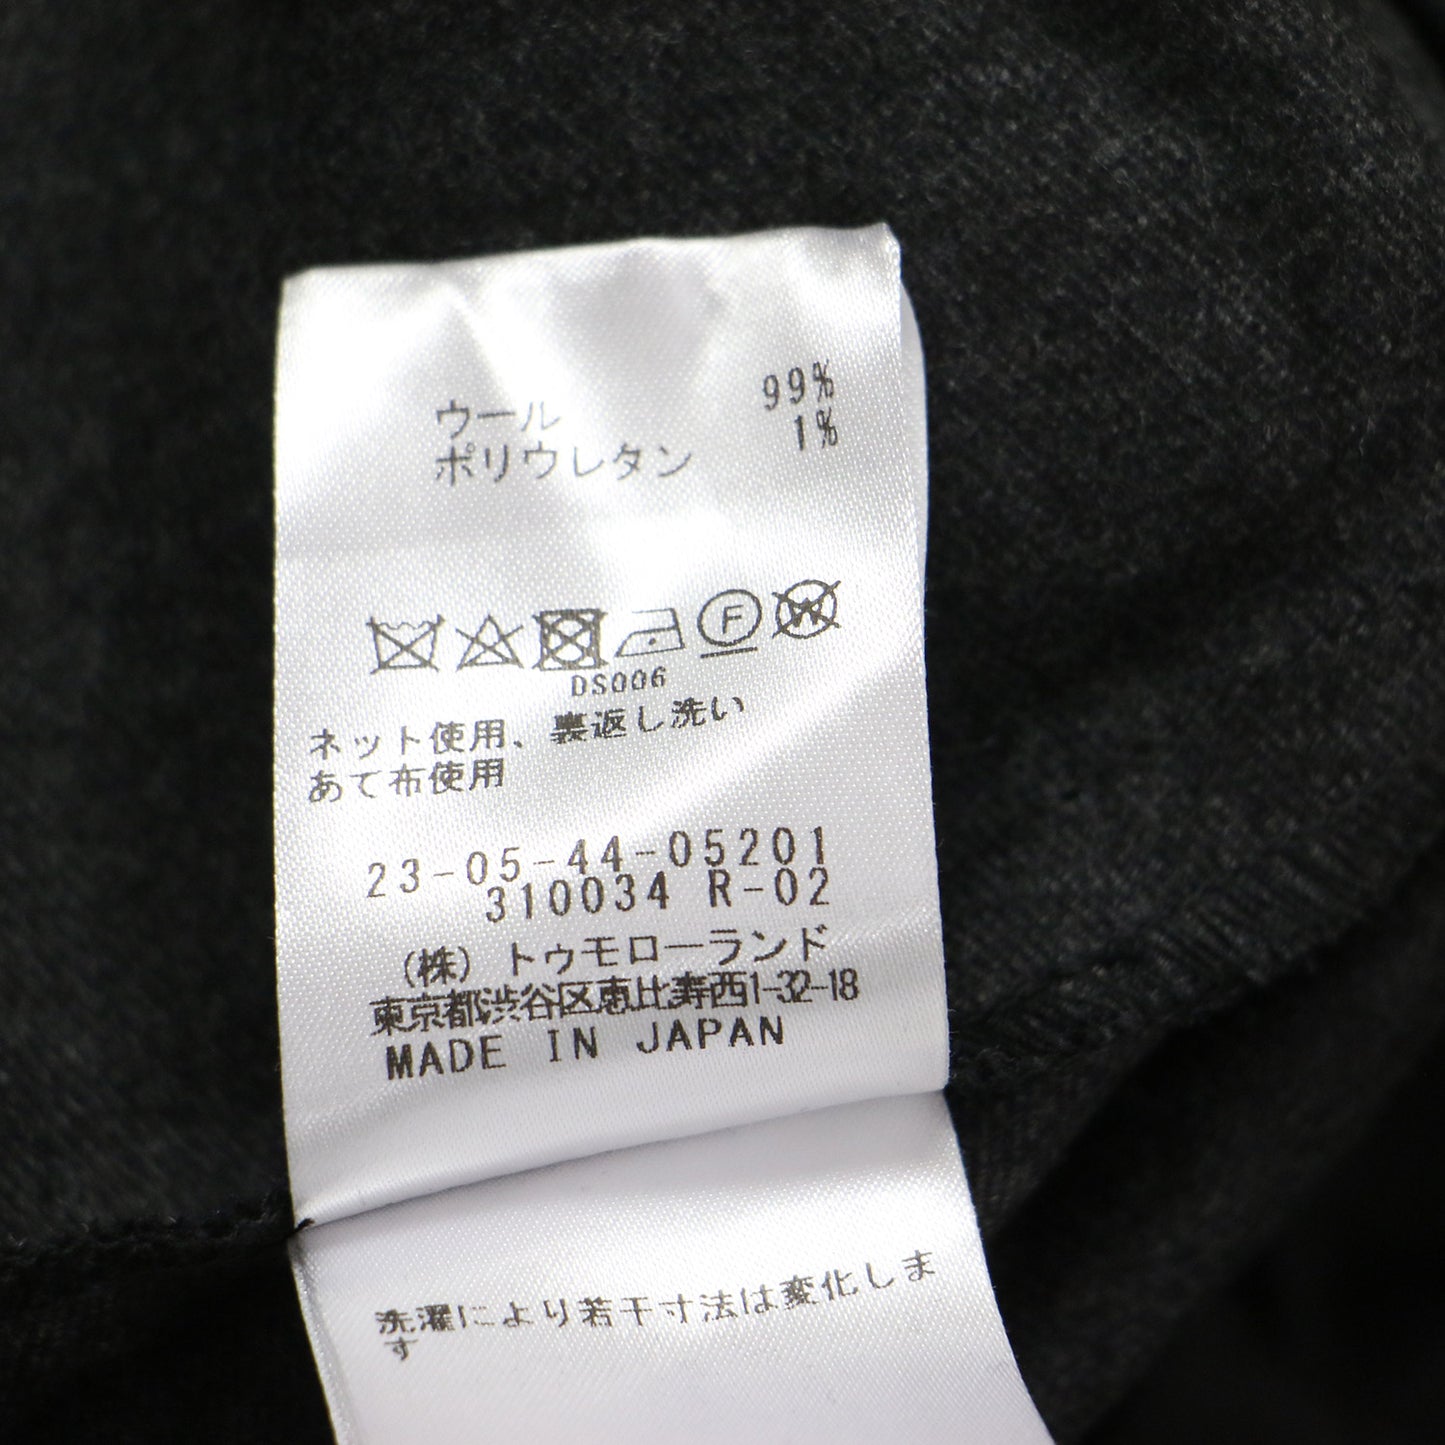 ウール 99%
ポリウレタン 1%
F W
DS006
ネット使用、裏返し洗い
あて布使用
23-05-44-05201
310034 R-02
(株) トゥモローランド
東京都渋谷区恵比寿西1-32-18
MADE IN JAPAN
洗濯により若干寸法は変化しま
す